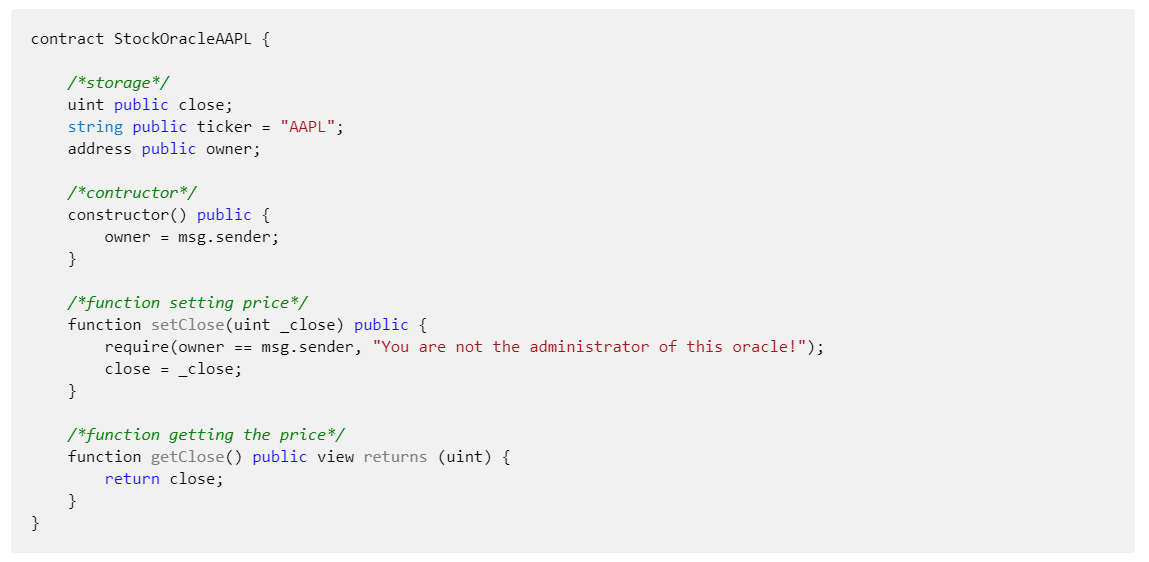 contract StockOracleAAPL {
/*storage*/
uint public close;
string public ticker = "AAPL";
address public owner;
/*contructor*/
constructor() public {
owner = msg.sender;
}
/*function setting price*/
function setClose(uint _close) public {
require(owner == msg.sender, "You are not the administrator of this oracle!");
close = _close;
}
/*function getting the price*/
function getClose() public view returns (uint) {
return close;
}
}